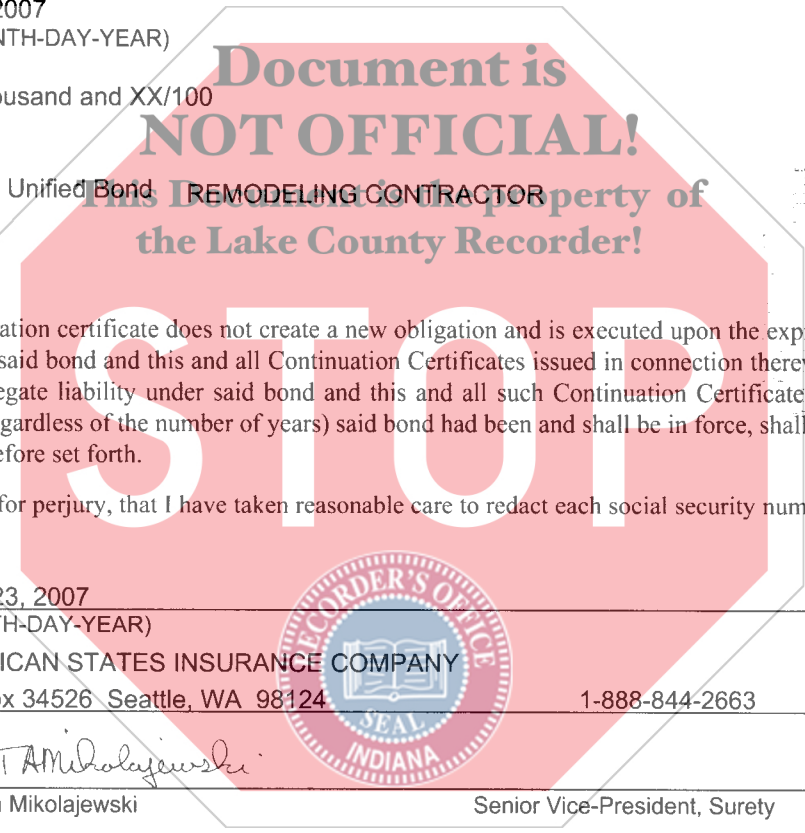 2007
NTH-DAY-YEAR)
Document is
ousand and XX/100
NOT OFFICIAL!
Unified Bond REMODELING CONTRACTOR
This Document is the property of
the Lake County Recorder!
ation certificate does not create a new obligation and is executed upon the exp
said bond and this and all Continuation Certificates issued in connection there
egate liability under said bond and this and all such Continuation Certificate
gardless of the number of years) said bond had been and shall be in force, shall
efore set forth.
STOP
for perjury, that I have taken reasonable care to redact each social security num
23, 2007
TH-DAY-YEAR)
RECORDER'S OFFICE
ICAN STATES INSURANCE COMPANY
ox 34526 Seattle, WA 98124 1-888-844-2663
SEAL
INDIANA
TAMikolajewski
Mikolajewski Senior Vice-President, Surety